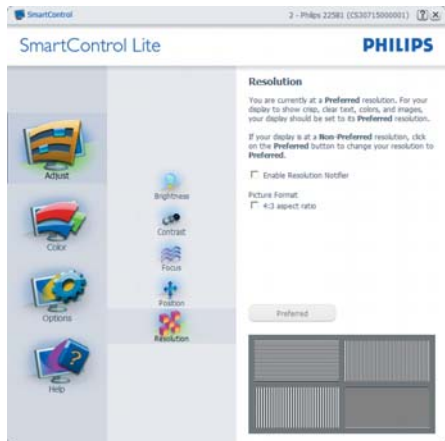 SmartControl
2 - Philips 225B1 (CS30715000001)
SmartControl Lite
PHILIPS
Adjust
Color
Options
Help
Brightness
Contrast
Focus
Position
Resolution
Resolution
You are currently at a Preferred resolution. For your
display to show crisp, clear text, colors, and images,
your display should be set to its Preferred resolution.
If your display is at a Non-Preferred resolution, click
on the Preferred button to change your resolution to
Preferred.
Enable Resolution Notifier
Picture Format
4:3 aspect ratio
Preferred